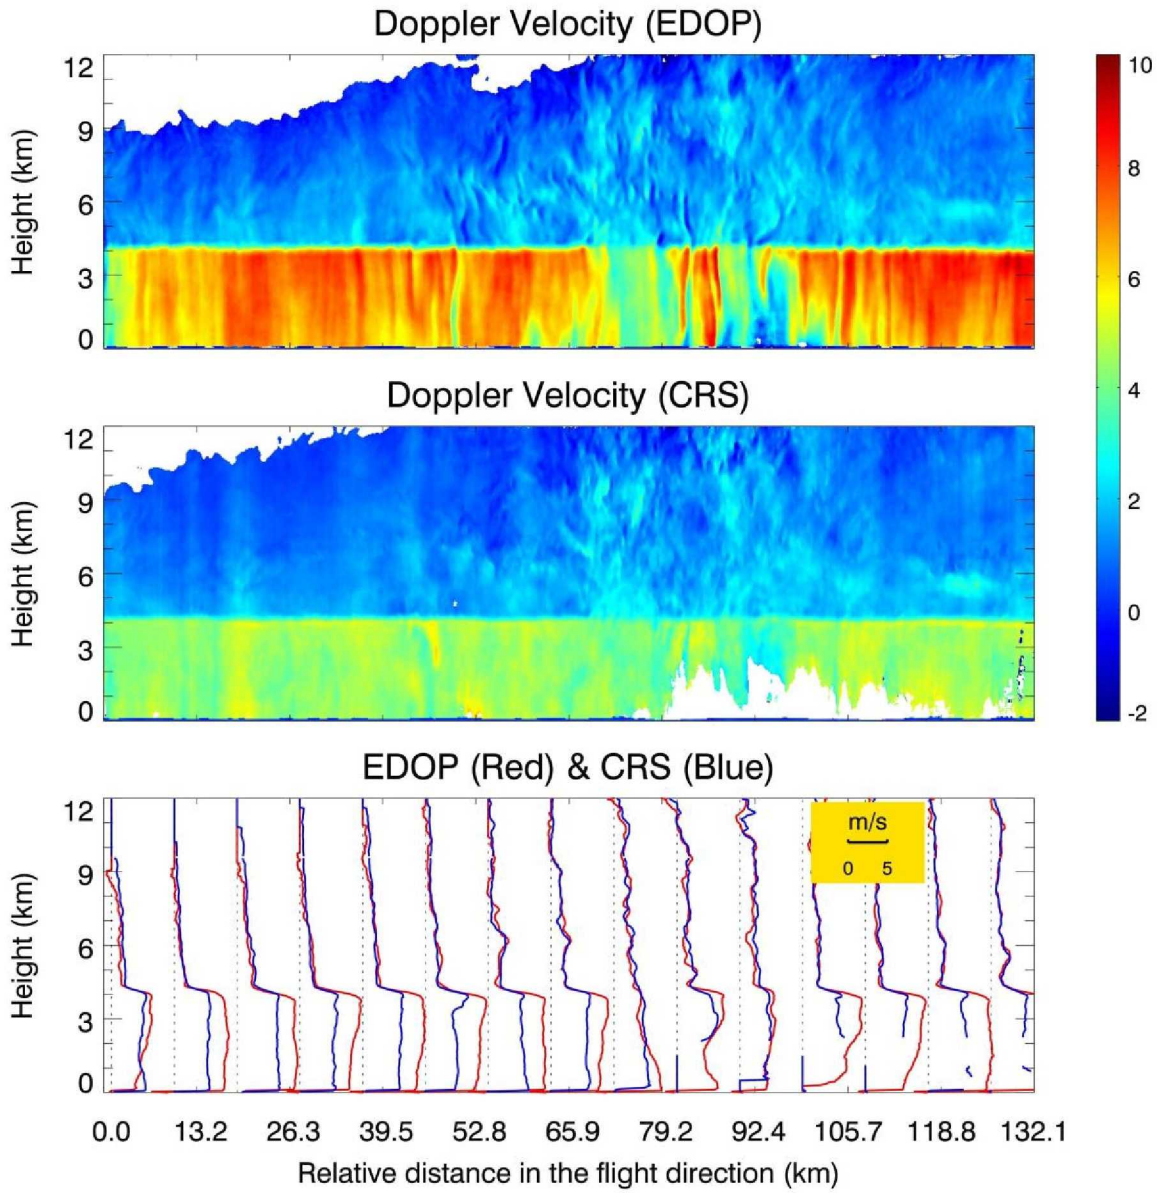 Doppler Velocity (EDOP)
12
9
6
3
0
Height (km)
10
8
6
4
2
0
-2
Doppler Velocity (CRS)
12
9
6
3
0
Height (km)
EDOP (Red) & CRS (Blue)
12
9
6
3
0
Height (km)
m/s
0 5
0.0 13.2 26.3 39.5 52.8 65.9 79.2 92.4 105.7 118.8 132.1
Relative distance in the flight direction (km)